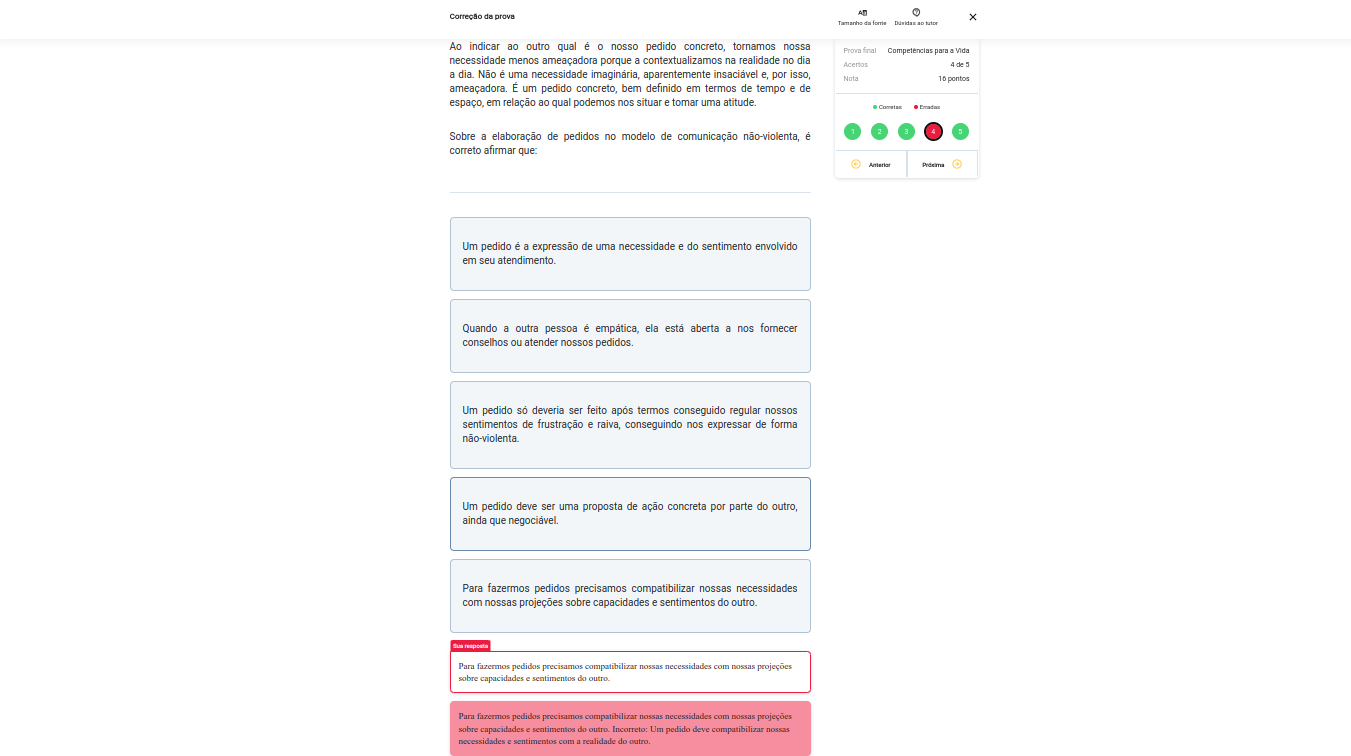 Correção da prova
Tamanho da fonte
Dúvidas ao tutor
Ao indicar ao outro qual é o nosso pedido concreto, tornamos nossa
necessidade menos ameaçadora porque a contextualizamos na realidade no dia
a dia. Não é uma necessidade imaginária, aparentemente insaciável e, por isso,
ameaçadora. É um pedido concreto, bem definido em termos de tempo e de
espaço, em relação ao qual podemos nos situar e tomar uma atitude.
Sobre a elaboração de pedidos no modelo de comunicação não-violenta, é
correto afirmar que:
Um pedido é a expressão de uma necessidade e do sentimento envolvido
em seu atendimento.
Quando a outra pessoa é empática, ela está aberta a nos fornecer
conselhos ou atender nossos pedidos.
Um pedido só deveria ser feito após termos conseguido regular nossos
sentimentos de frustração e raiva, conseguindo nos expressar de forma
não-violenta.
Um pedido deve ser uma proposta de ação concreta por parte do outro,
ainda que negociável.
Para fazermos pedidos precisamos compatibilizar nossas necessidades
com nossas projeções sobre capacidades e sentimentos do outro.
Sua resposta
Para fazermos pedidos precisamos compatibilizar nossas necessidades com nossas projeções
sobre capacidades e sentimentos do outro.
Para fazermos pedidos precisamos compatibilizar nossas necessidades com nossas projeções
sobre capacidades e sentimentos do outro. Incorreto: Um pedido deve compatibilizar nossas
necessidades e sentimentos com a realidade do outro.
Prova final Competências para a Vida
Acertos 4 de 5
Nota 16 pontos
Corretas Erradas
1 2 3 4 5
Anterior Próxima